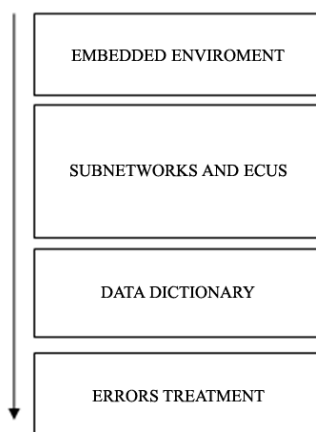 EMBEDDED ENVIROMENT
SUBNETWORKS AND ECUS
DATA DICTIONARY
ERRORS TREATMENT